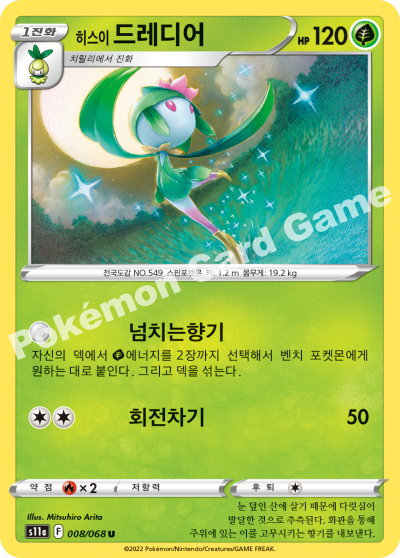 1진화
히스이 드레디어
HP 120
치릴리에서 진화
전국도감 NO.549 스핀포켓몬 키: 1.2 m 몸무게: 19.2 kg
Pokémon Card Game
넘치는향기
자신의 덱에서 에너지를 2장까지 선택해서 벤치 포켓몬에게
원하는 대로 붙인다. 그리고 덱을 섞는다.
회전차기 50
약점 ×2 저항력 후퇴
Illus. Mitsuhiro Arita
s11a F 008/068 U
눈 덮인 산에 살기 때문에 다릿심이
발달한 것으로 추측된다. 화관을 통해
주위에 있는 이를 고무시키는 향기를 내보낸다.
©2022 Pokémon/Nintendo/Creatures/GAME FREAK.